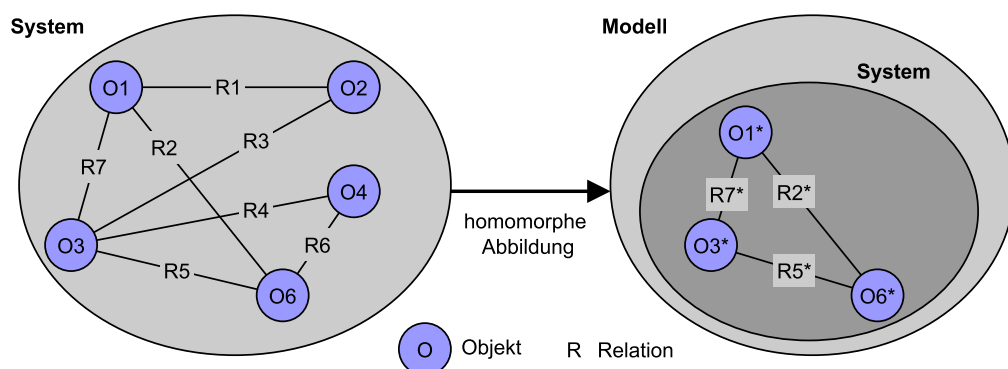 System
O1
R1
O2
R7
R2
R3
O3
R4
O4
R5
R6
O6
homomorphe
Abbildung
Modell
System
O1*
R7*
R2*
O3*
R5*
O6*
O Objekt
R Relation